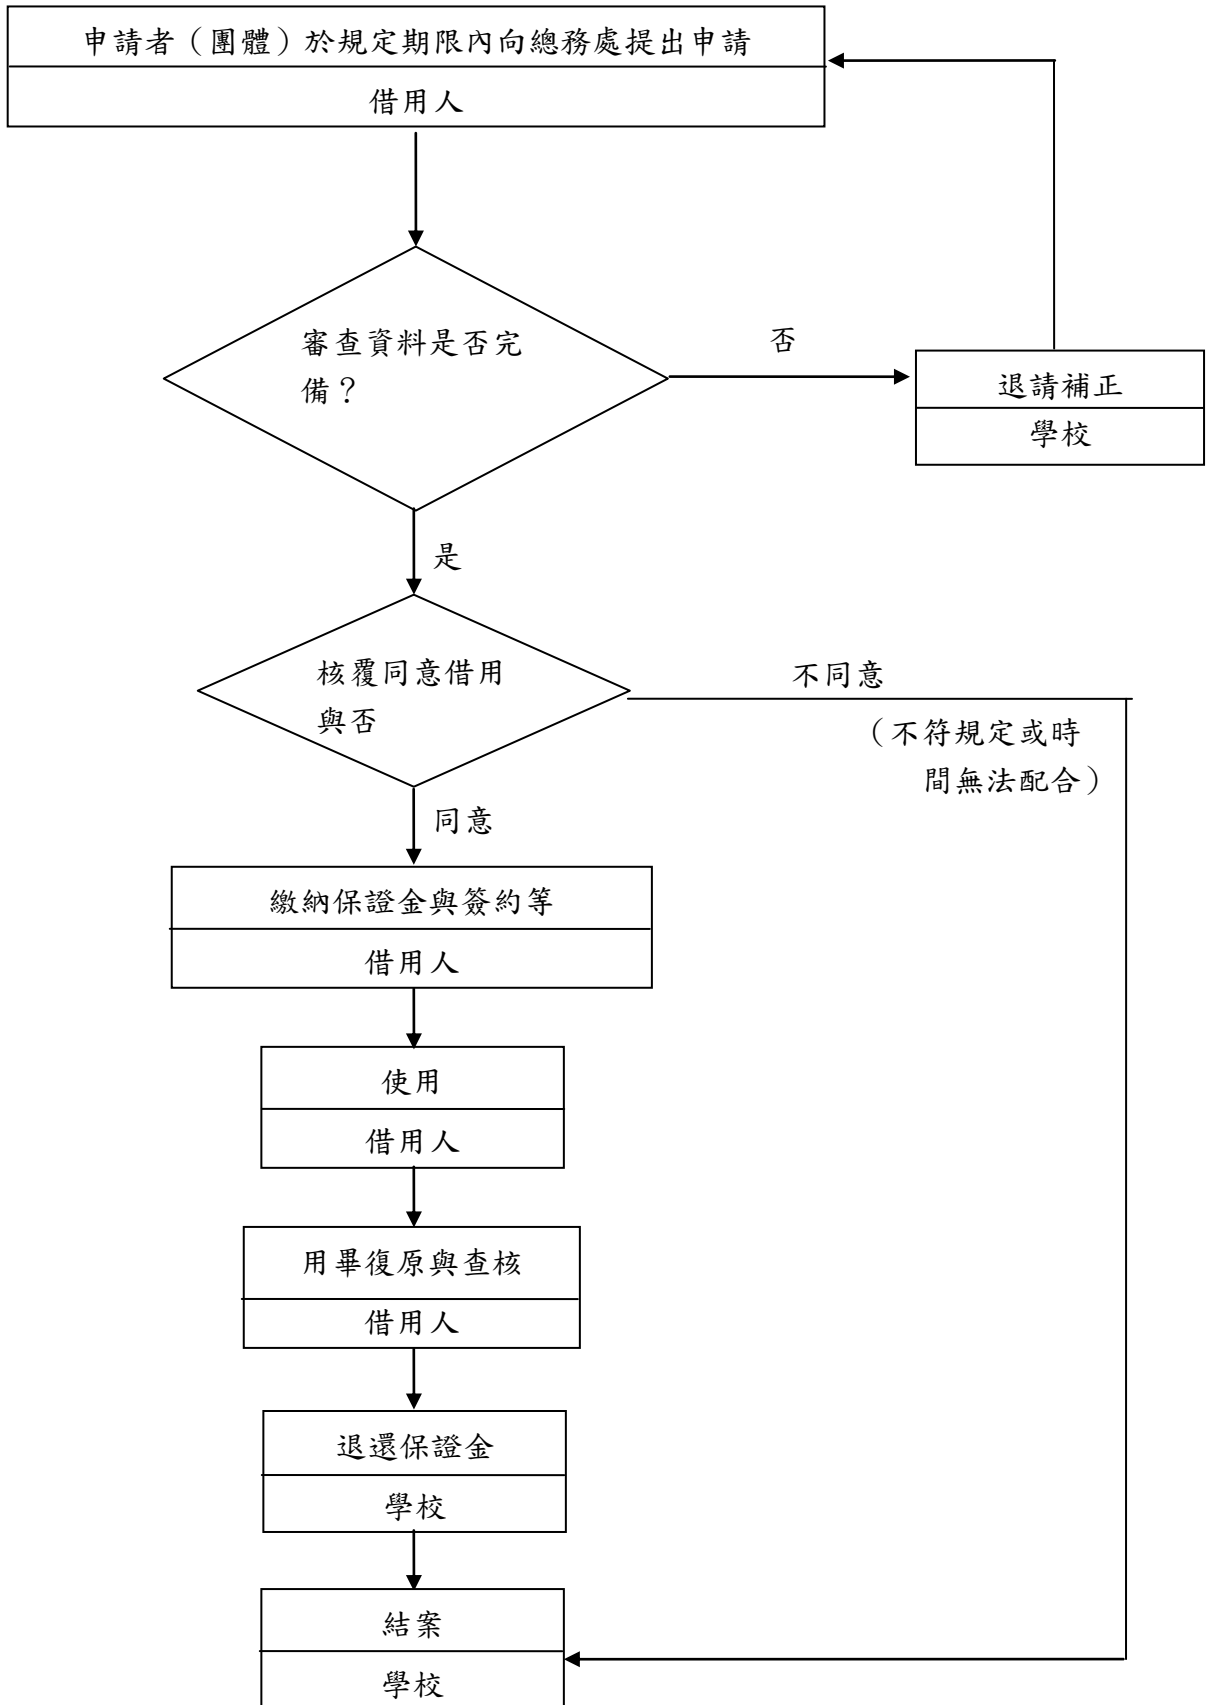 申請者（團體）於規定期限內向總務處提出申請
借用人
審查資料是否完
備？
否
退請補正
學校
是
核覆同意借用
與否
不同意
（不符規定或時
間無法配合）
同意
繳納保證金與簽約等
借用人
使用
借用人
用畢復原與查核
借用人
退還保證金
學校
結案
學校